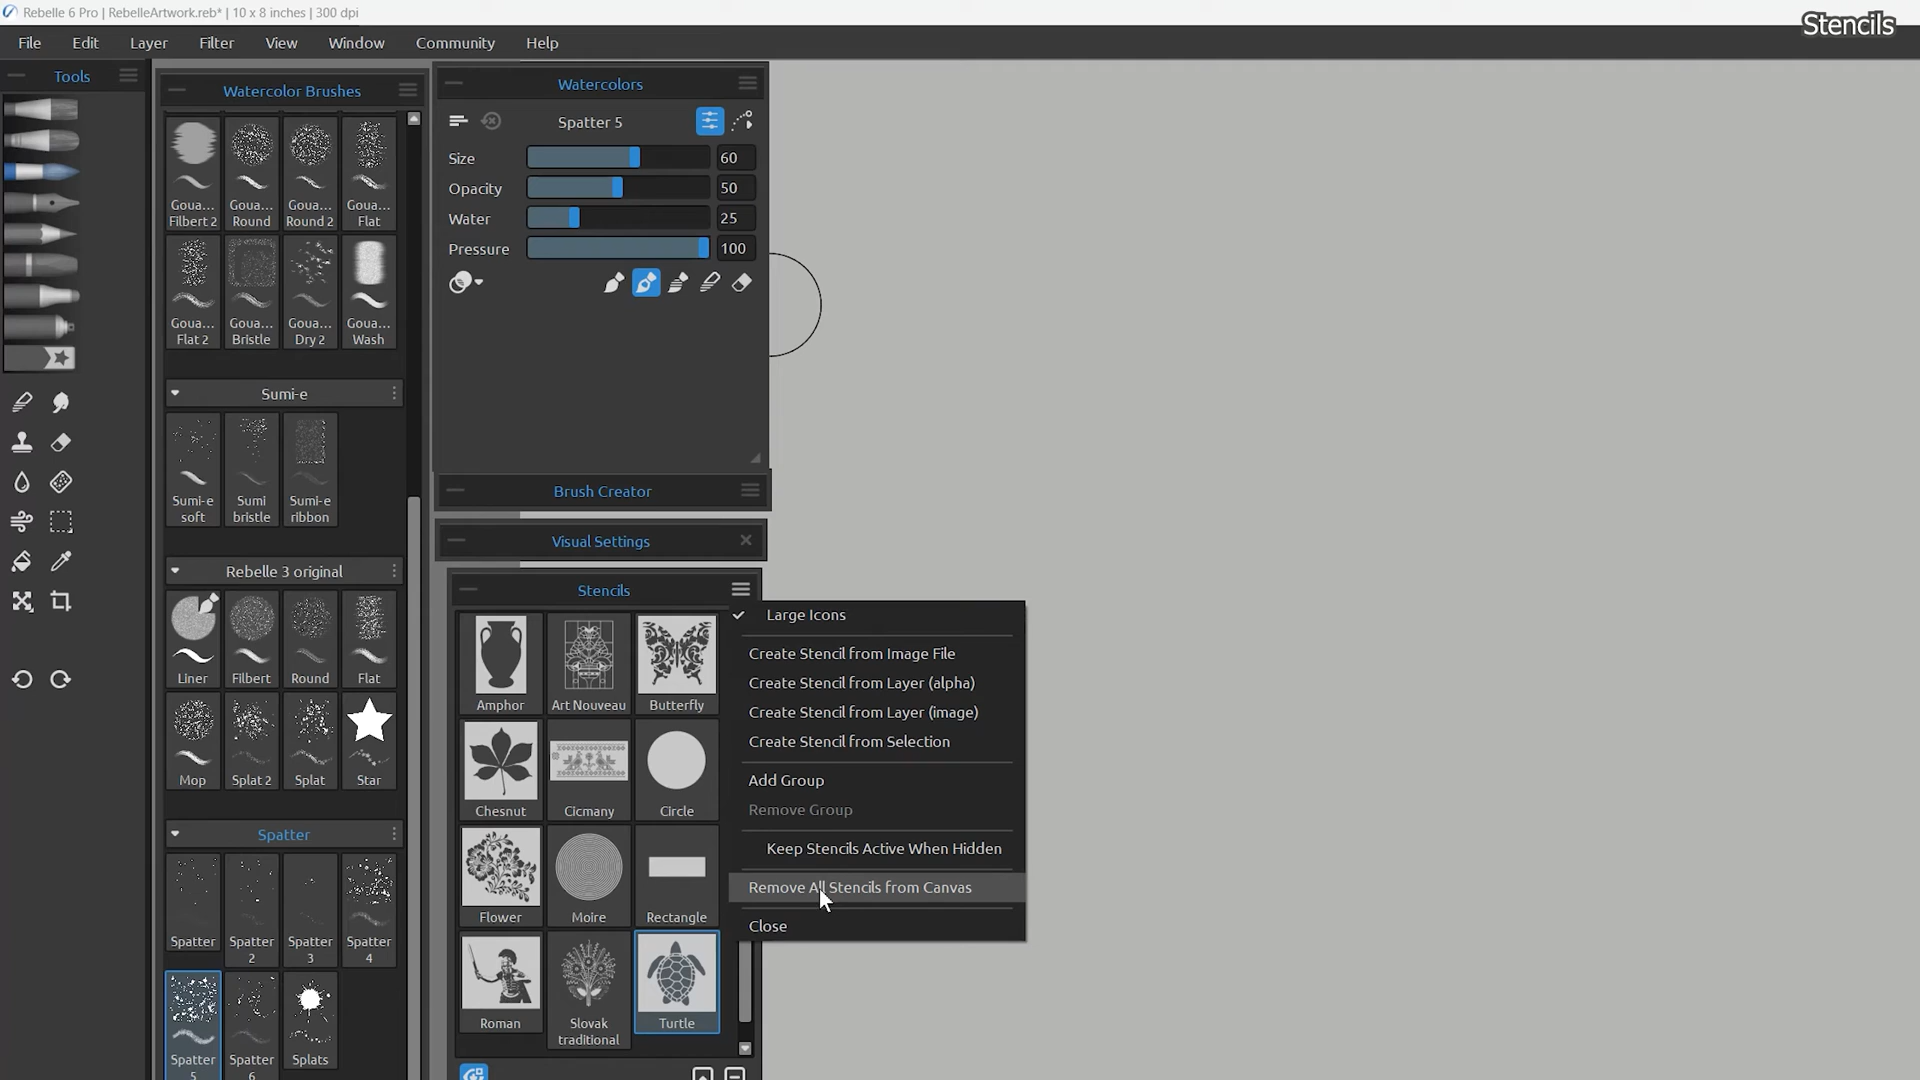 Rebelle 6 Pro | RebelleArtwork.reb* | 10 x 8 inches | 300 dpi
Stencils
File Edit Layer Filter View Window Community Help
Tools
Watercolor Brushes
Goua... Filbert 2
Goua... Round
Goua... Round 2
Goua... Flat
Goua... Flat 2
Goua... Bristle
Goua... Dry 2
Goua... Wash
Sumi-e
Sumi-e soft
Sumi bristle
Sumi-e ribbon
Rebelle 3 original
Liner
Filbert
Round
Flat
Mop
Splat 2
Splat
Star
Spatter
Spatter
Spatter 2
Spatter 3
Spatter 4
Spatter 5
Spatter 6
Splats
Watercolors
Spatter 5
Size 60
Opacity 50
Water 25
Pressure 100
Brush Creator
Visual Settings
Stencils
Amphor
Art Nouveau
Butterfly
Chesnut
Cicmany
Circle
Flower
Moire
Rectangle
Roman
Slovak traditional
Turtle
Large Icons
Create Stencil from Image File
Create Stencil from Layer (alpha)
Create Stencil from Layer (image)
Create Stencil from Selection
Add Group
Remove Group
Keep Stencils Active When Hidden
Remove All Stencils from Canvas
Close